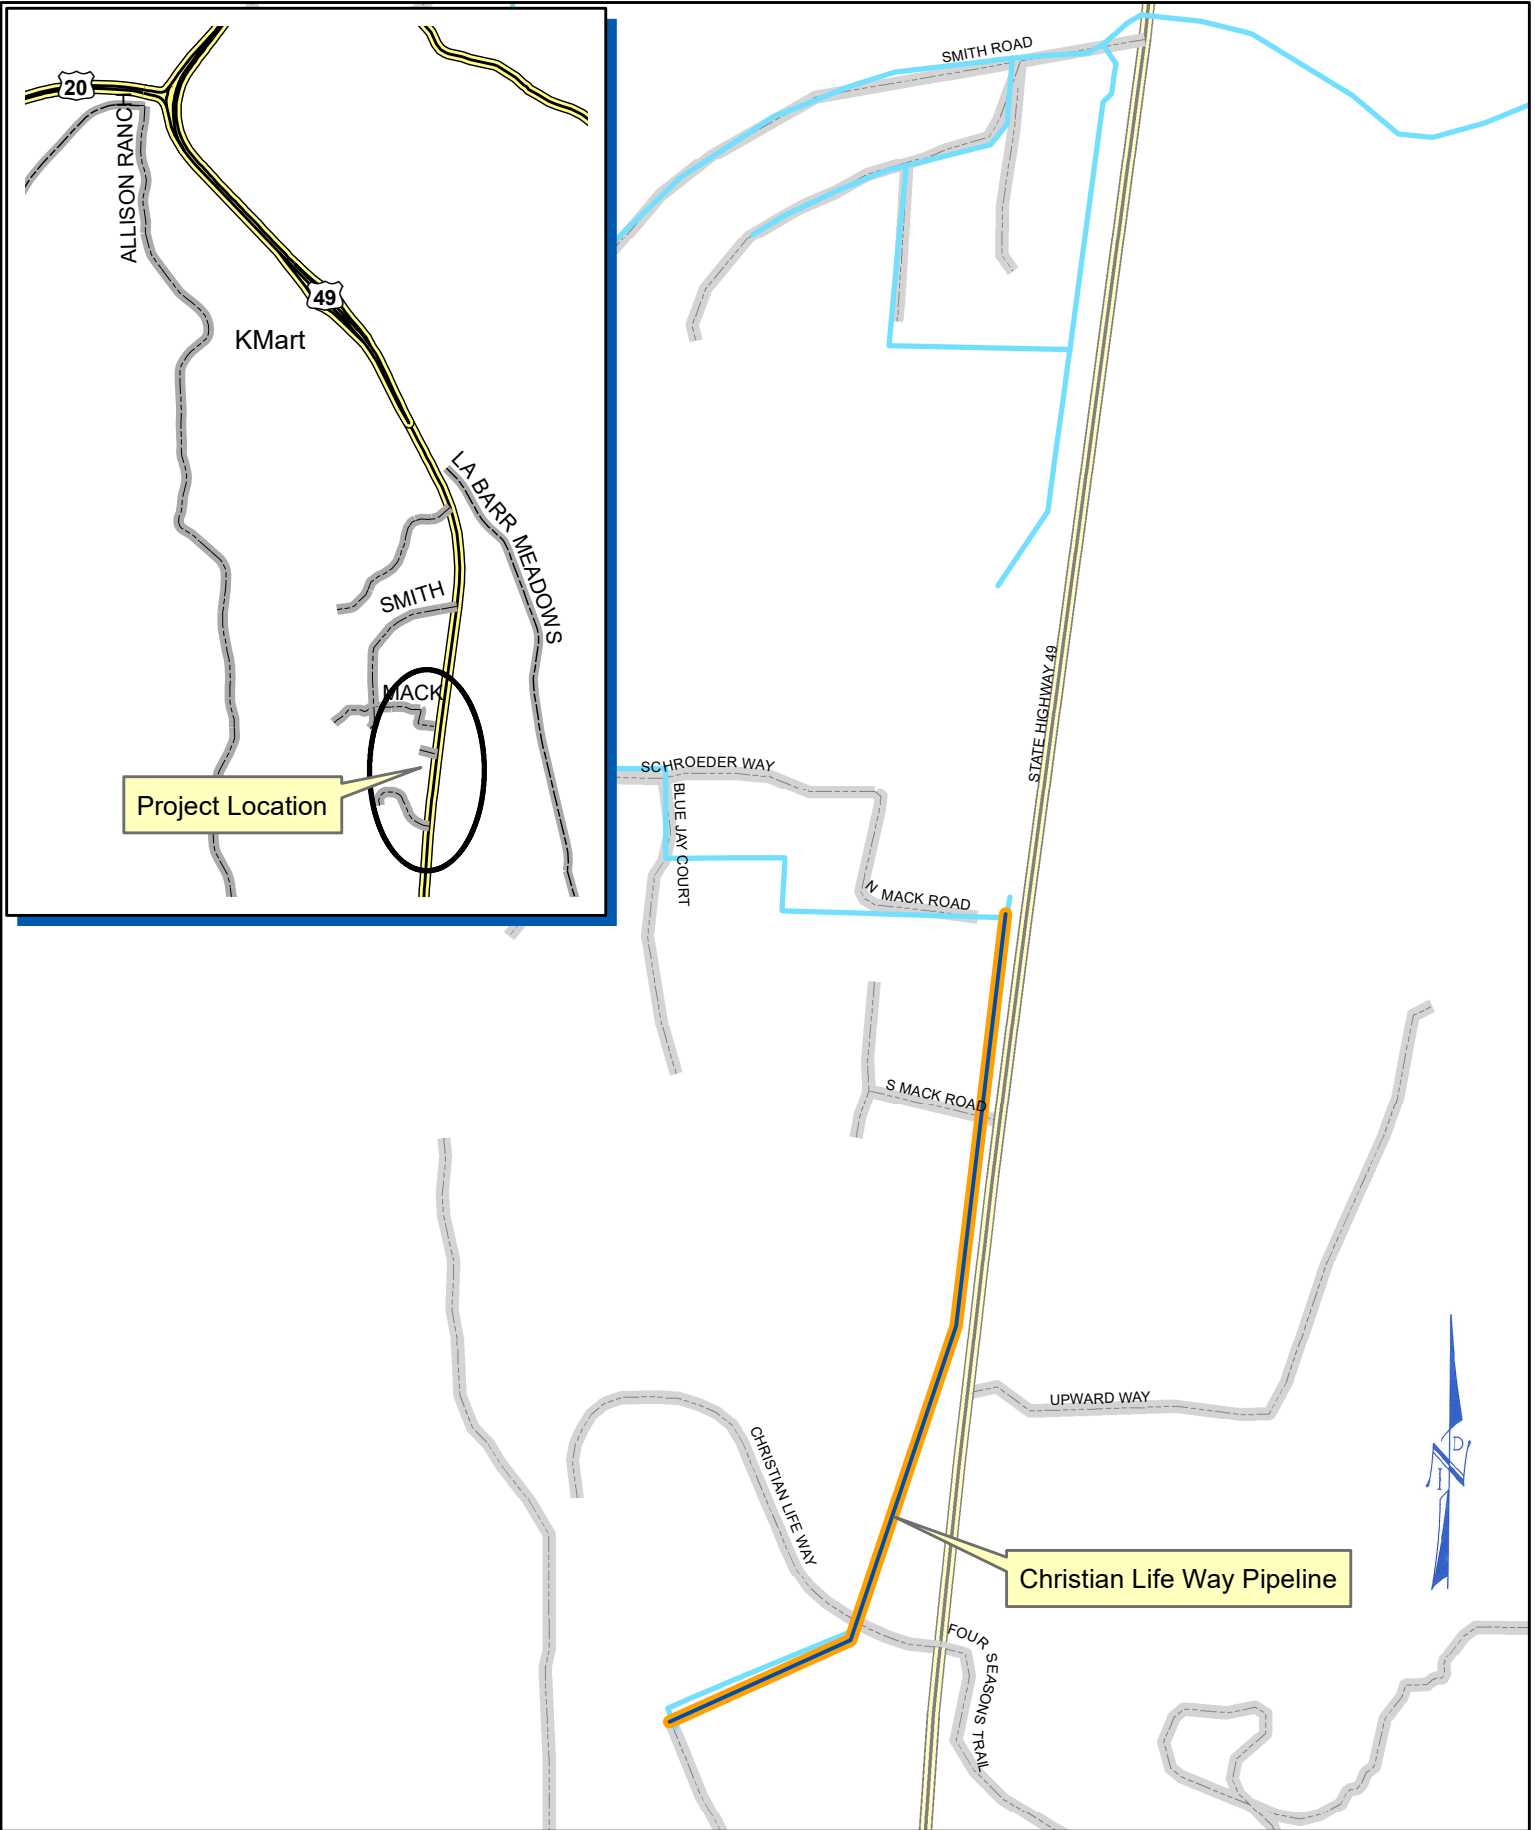 20
ALLISON RANCH
49
KMart
LA BARR MEADOWS
SMITH
MACK
Project Location
SMITH ROAD
STATE HIGHWAY 49
SCHROEDER WAY
BLUE JAY COURT
N MACK ROAD
S MACK ROAD
UPWARD WAY
CHRISTIAN LIFE WAY
Christian Life Way Pipeline
FOUR SEASONS TRAIL
N I D